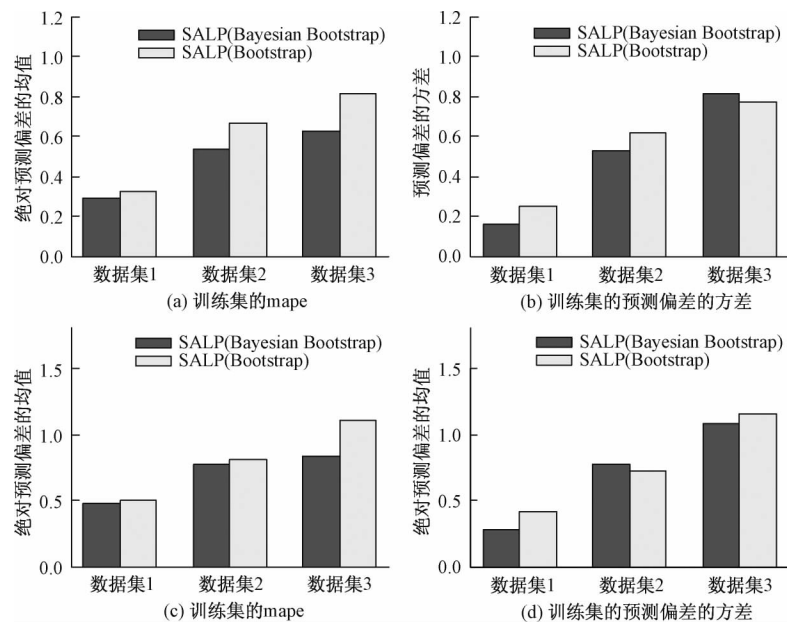 1.2
1.0
0.8
0.6
0.4
0.2
0.0
绝对预测偏差的均值
SALP(Bayesian Bootstrap)
SALP(Bootstrap)
数据集1
数据集2
数据集3
(a) 训练集的mape
1.2
1.0
0.8
0.6
0.4
0.2
0.0
预测偏差的方差
SALP(Bayesian Bootstrap)
SALP(Bootstrap)
数据集1
数据集2
数据集3
(b) 训练集的预测偏差的方差
1.5
1.0
0.5
0.0
绝对预测偏差的均值
SALP(Bayesian Bootstrap)
SALP(Bootstrap)
数据集1
数据集2
数据集3
(c) 训练集的mape
1.5
1.0
0.5
0.0
绝对预测偏差的均值
SALP(Bayesian Bootstrap)
SALP(Bootstrap)
数据集1
数据集2
数据集3
(d) 训练集的预测偏差的方差